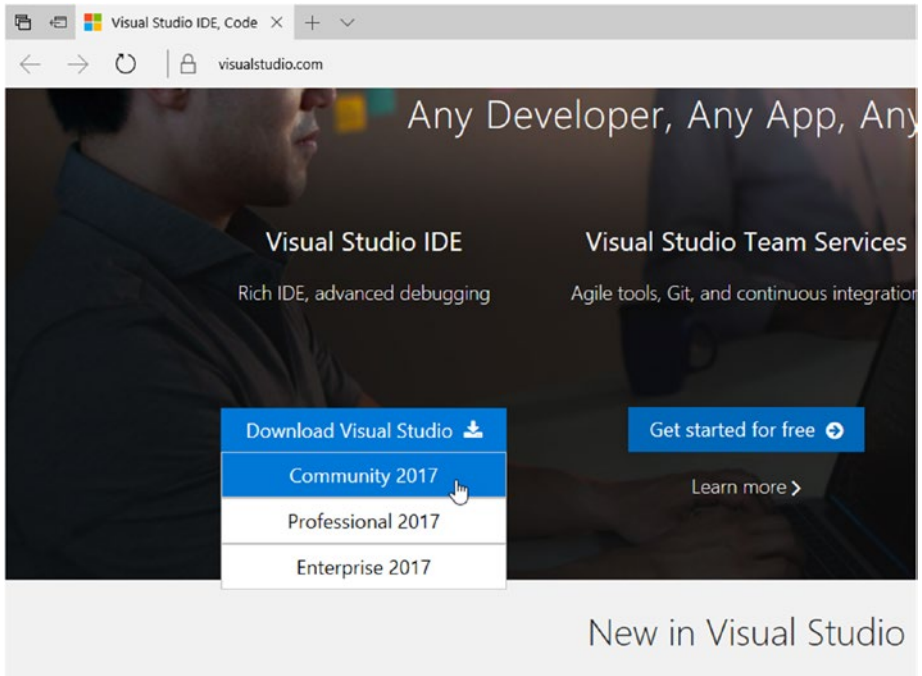 Visual Studio IDE, Code
visualstudio.com
Any Developer, Any App, Any
Visual Studio IDE
Rich IDE, advanced debugging
Visual Studio Team Services
Agile tools, Git, and continuous integration
Download Visual Studio
Community 2017
Professional 2017
Enterprise 2017
Get started for free
Learn more
New in Visual Studio